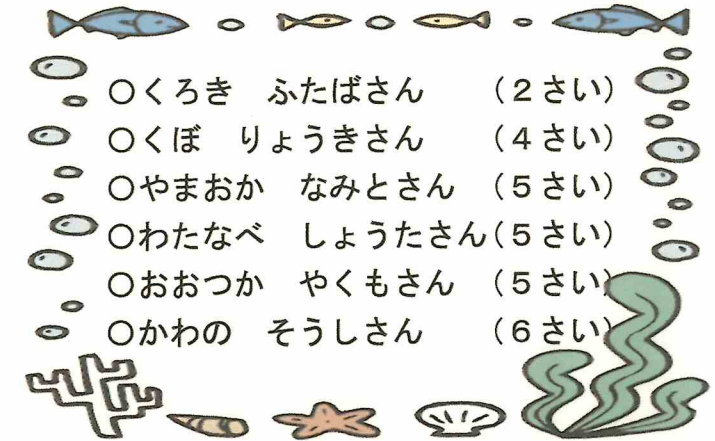 ○くろき　ふたばさん　（２さい）
○くぼ　りょうきさん　（４さい）
○やまおか　なみとさん　（５さい）
○わたなべ　しょうたさん（５さい）
○おおつか　やくもさん　（５さい）
○かわの　そうしさん　（６さい）